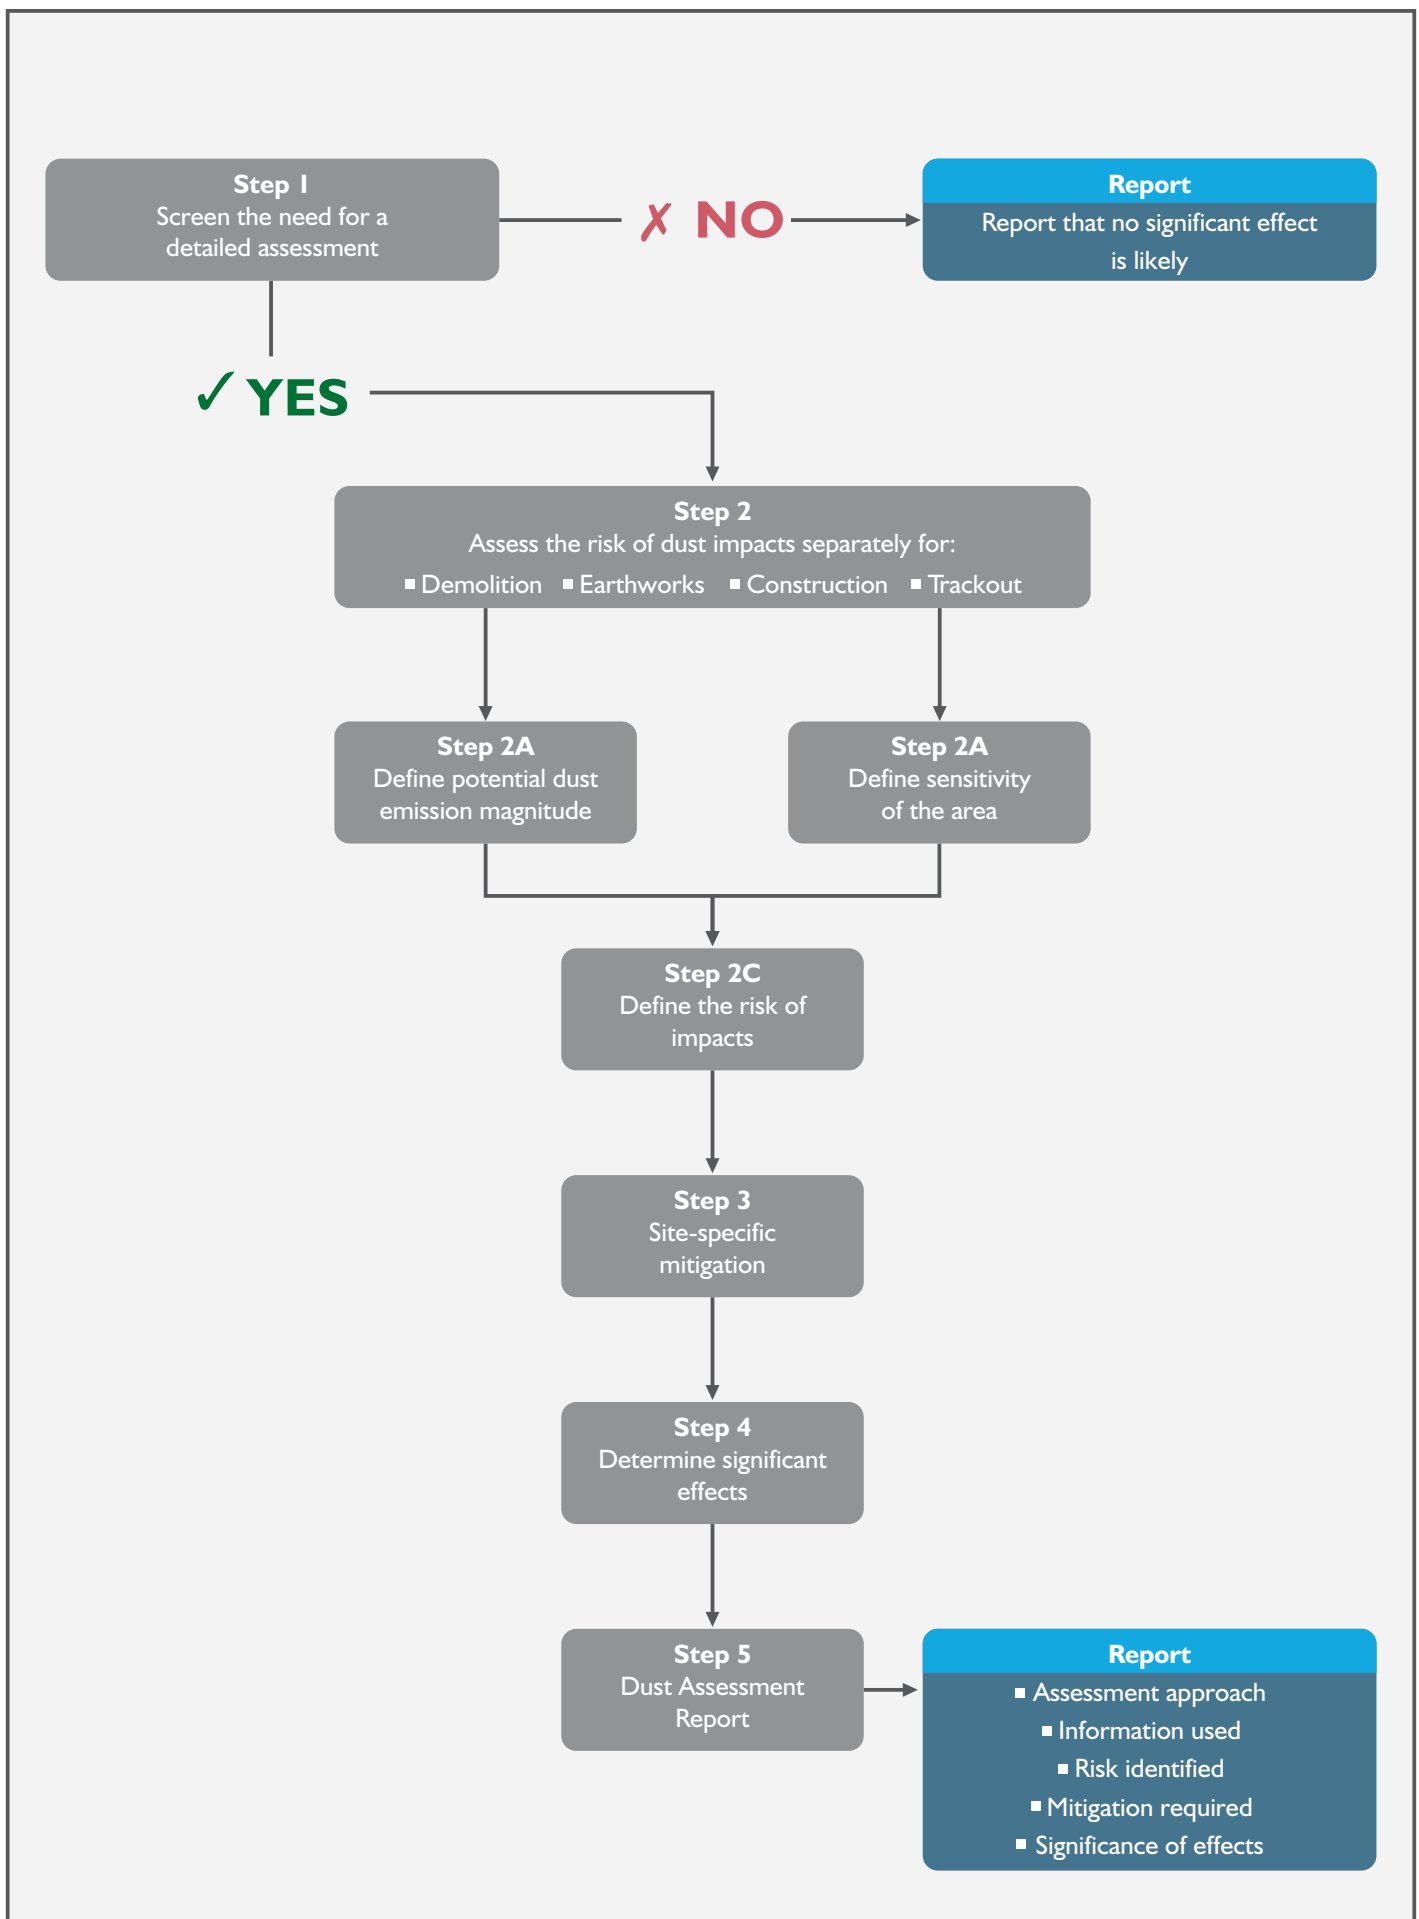 Step 1
Screen the need for a
detailed assessment
✗ NO
Report
Report that no significant effect
is likely
✓ YES
Step 2
Assess the risk of dust impacts separately for:
▪ Demolition ▪ Earthworks ▪ Construction ▪ Trackout
Step 2A
Define potential dust
emission magnitude
Step 2A
Define sensitivity
of the area
Step 2C
Define the risk of
impacts
Step 3
Site-specific
mitigation
Step 4
Determine significant
effects
Step 5
Dust Assessment
Report
Report
▪ Assessment approach
▪ Information used
▪ Risk identified
▪ Mitigation required
▪ Significance of effects